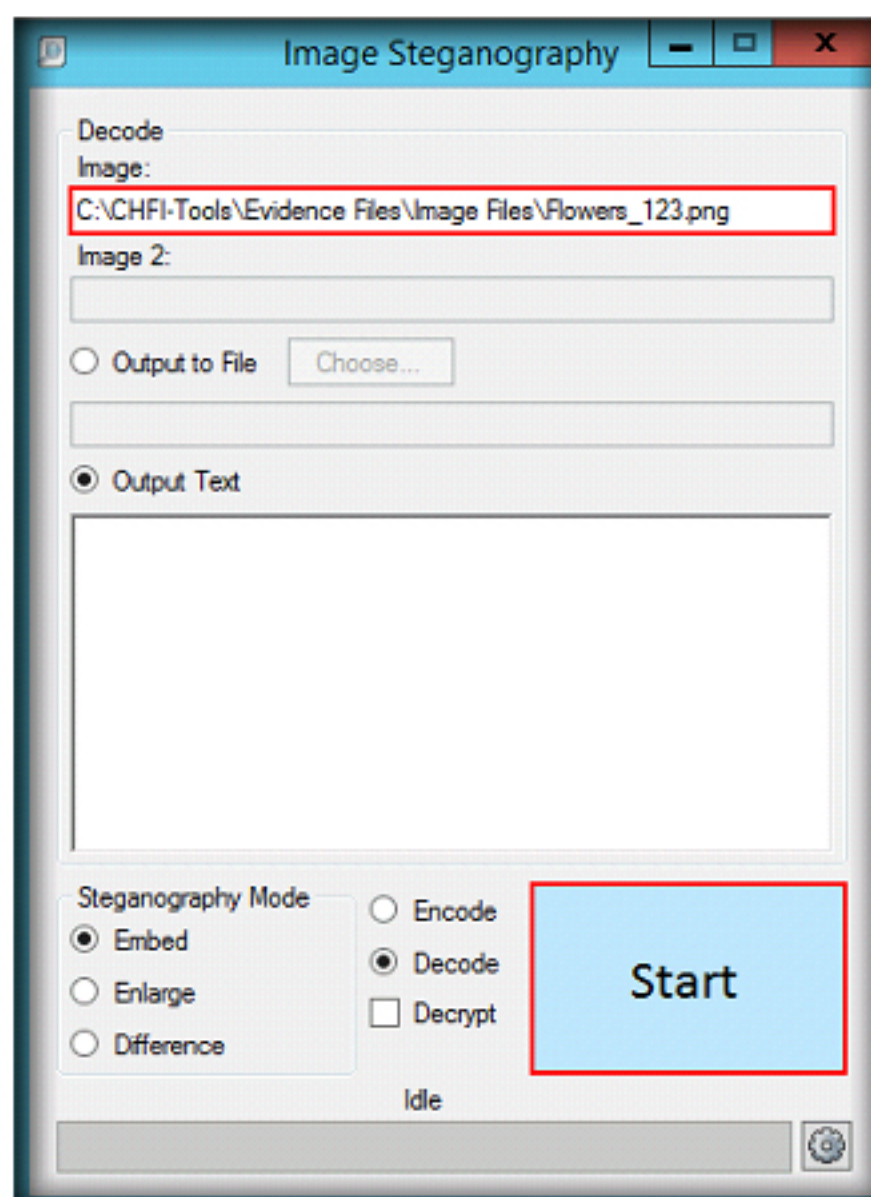 Image Steganography
Decode
Image:
C:\CHFI-Tools\Evidence Files\Image Files\Flowers_123.png
Image 2:
Output to File Choose...
Output Text
Steganography Mode
Embed
Enlarge
Difference
Encode
Decode
Decrypt
Start
Idle